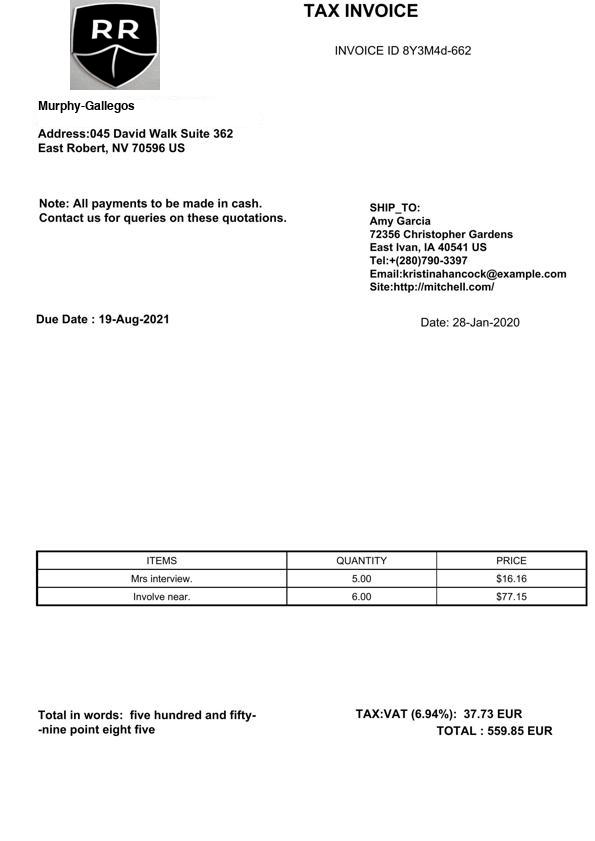 RR
TAX INVOICE
INVOICE ID 8Y3M4d-662
Murphy-Gallegos
Address:045 David Walk Suite 362
East Robert, NV 70596 US
Note: All payments to be made in cash.
Contact us for queries on these quotations.
SHIP_TO:
Amy Garcia
72356 Christopher Gardens
East Ivan, IA 40541 US
Tel:+(280)790-3397
Email:kristinahancock@example.com
Site:http://mitchell.com/
Due Date : 19-Aug-2021
Date: 28-Jan-2020
ITEMS QUANTITY PRICE
Mrs interview. 5.00 $16.16
Involve near. 6.00 $77.15
Total in words: five hundred and fifty-
-nine point eight five
TAX:VAT (6.94%): 37.73 EUR
TOTAL : 559.85 EUR